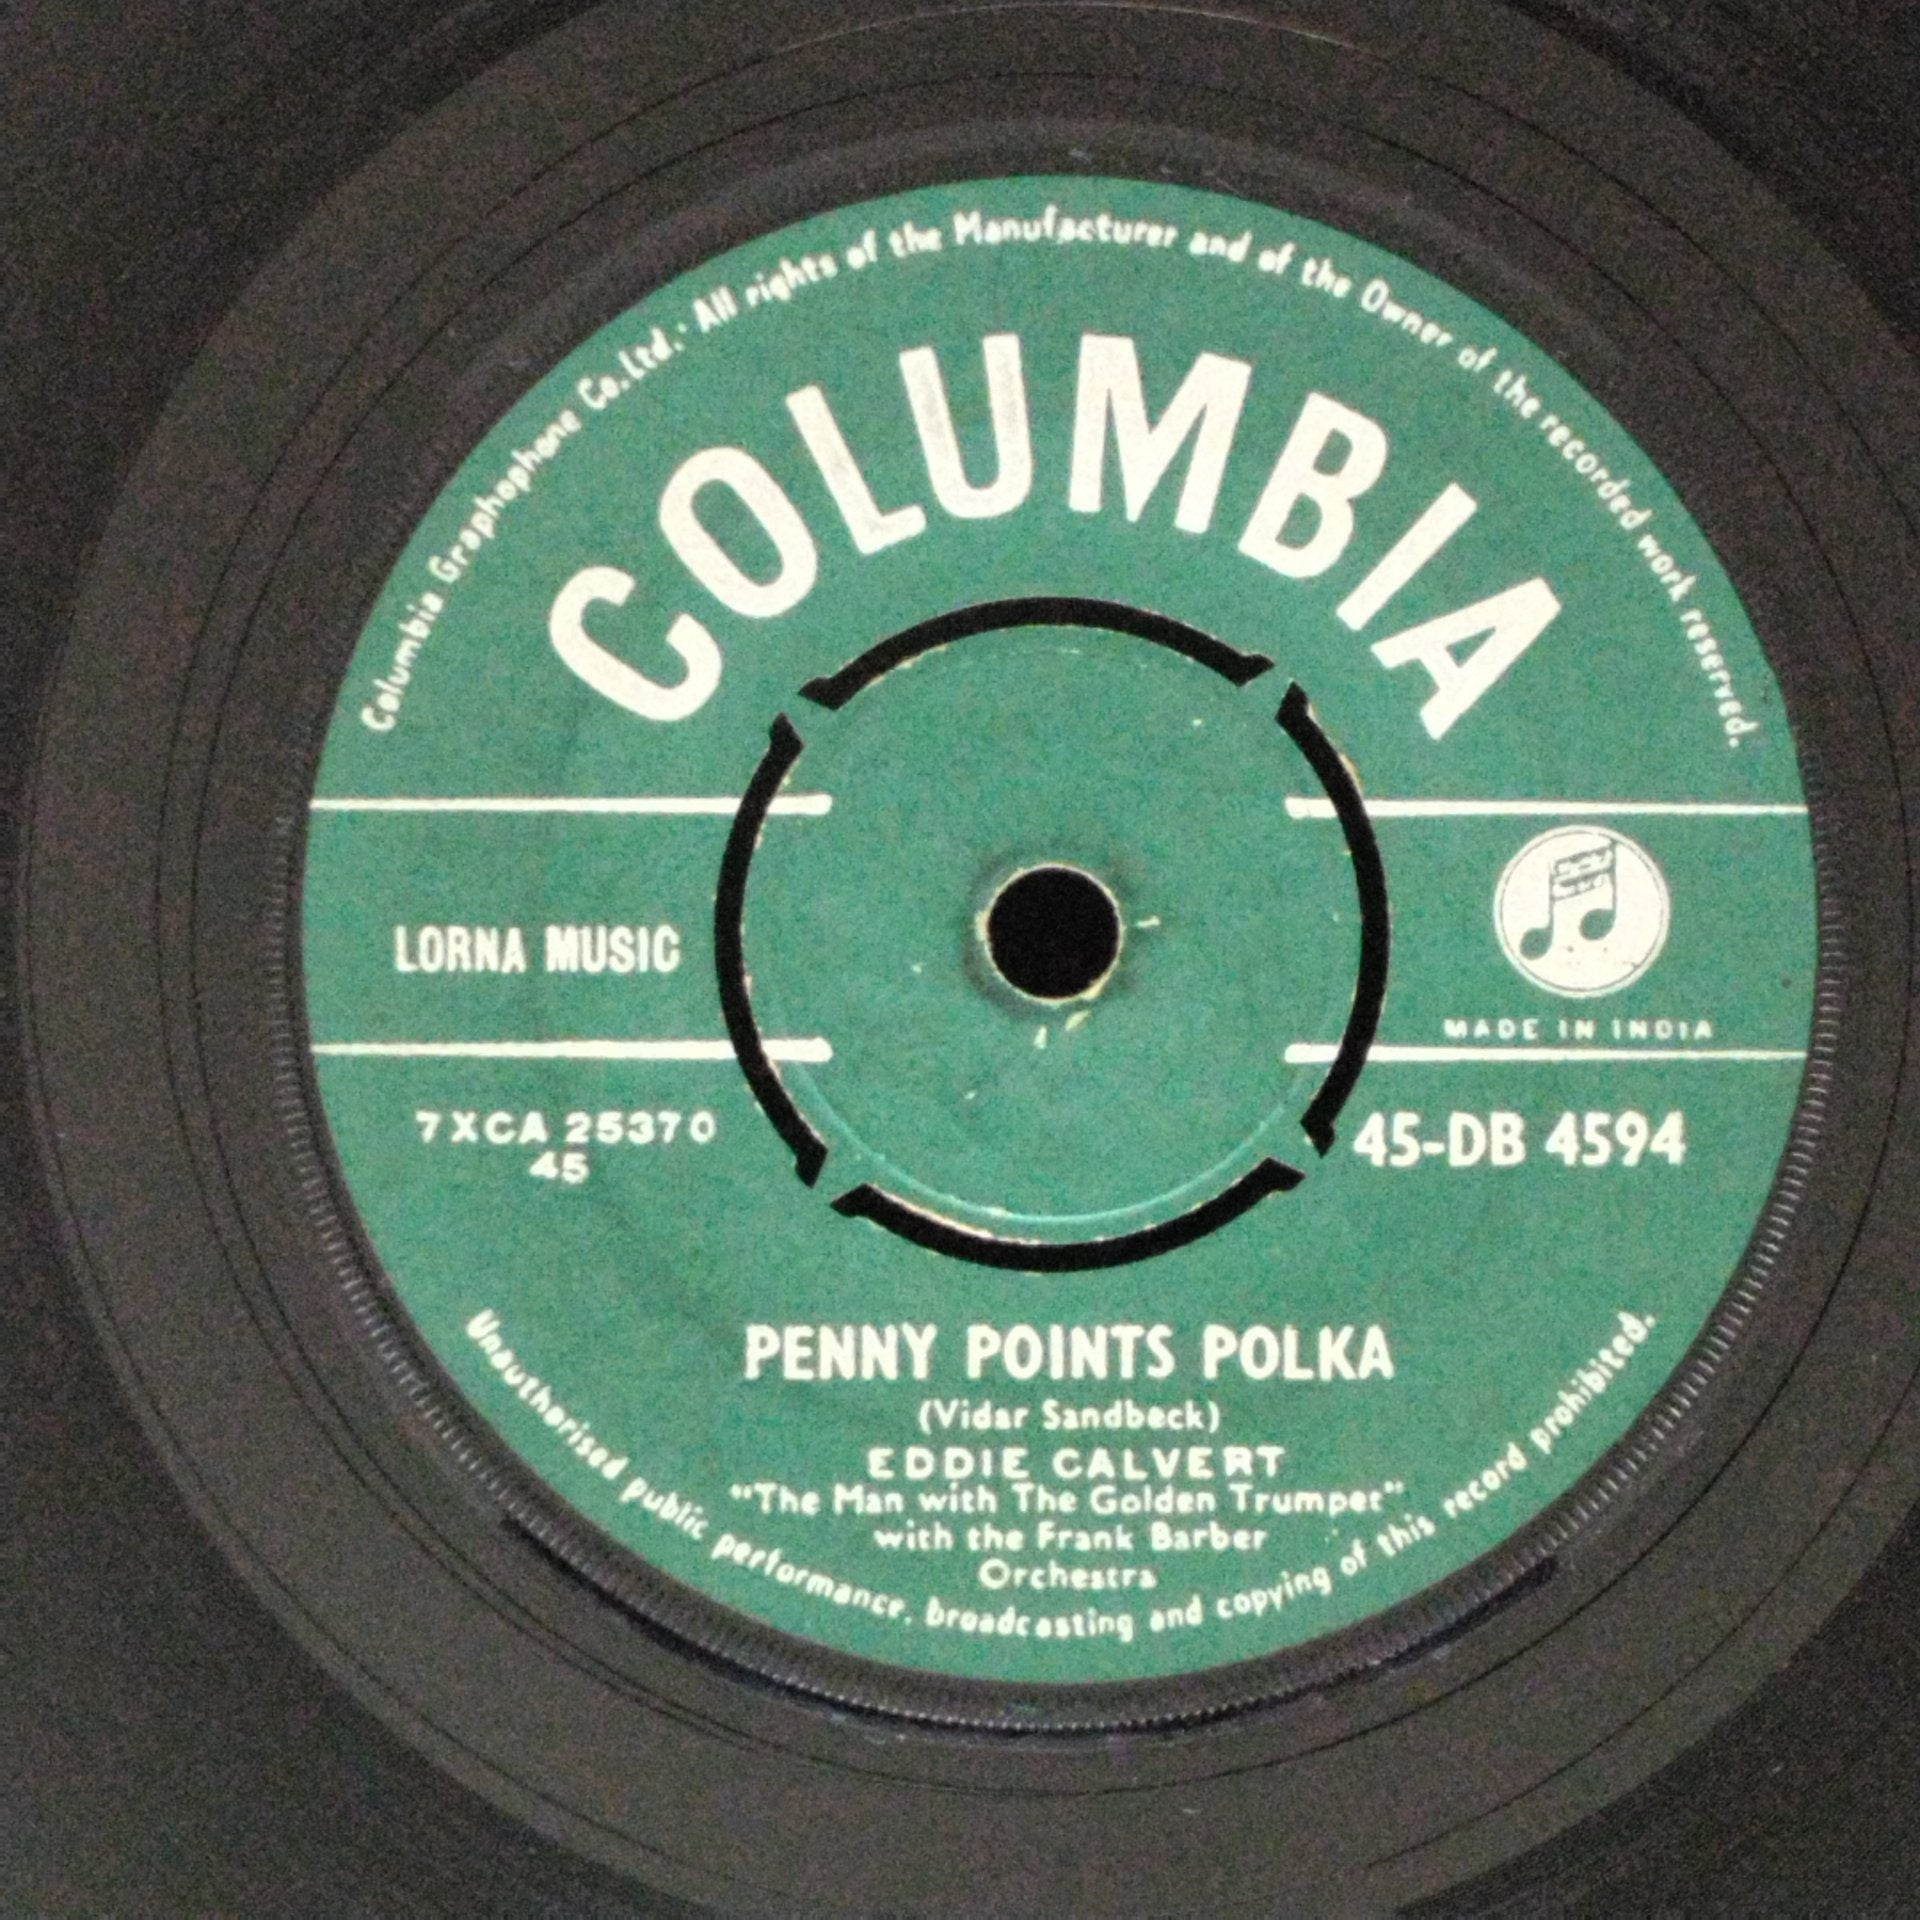 Columbia Graphophone Co. Ltd. · All rights of the Manufacturer and of the Owner of the recorded work reserved.
COLUMBIA
LORNA MUSIC
MADE IN INDIA
7XCA 25370
45
45-DB 4594
PENNY POINTS POLKA
(Vidar Sandbeck)
EDDIE CALVERT
"The Man with The Golden Trumpet"
with the Frank Barber
Orchestra
Unauthorised public performance, broadcasting and copying of this record prohibited.